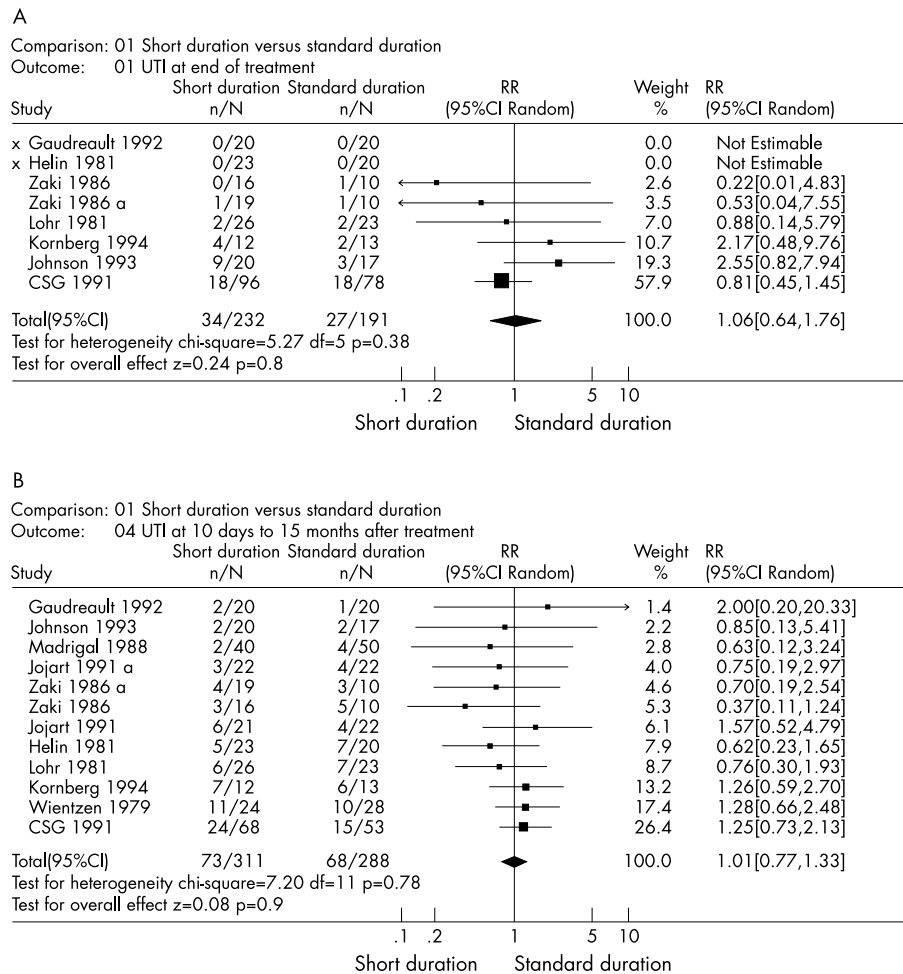 A
Comparison: 01 Short duration versus standard duration
Outcome: 01 UTI at end of treatment
Short duration Standard duration RR Weight RR
Study n/N n/N (95%CI Random) % (95%CI Random)
x Gaudreault 1992 0/20 0/20 0.0 Not Estimable
x Helin 1981 0/23 0/20 0.0 Not Estimable
Zaki 1986 0/16 1/10 2.6 0.22[0.01,4.83]
Zaki 1986 a 1/19 1/10 3.5 0.53[0.04,7.55]
Lohr 1981 2/26 2/23 7.0 0.88[0.14,5.79]
Kornberg 1994 4/12 2/13 10.7 2.17[0.48,9.76]
Johnson 1993 9/20 3/17 19.3 2.55[0.82,7.94]
CSG 1991 18/96 18/78 57.9 0.81[0.45,1.45]
Total(95%CI) 34/232 27/191 100.0 1.06[0.64,1.76]
Test for heterogeneity chi-square=5.27 df=5 p=0.38
Test for overall effect z=0.24 p=0.8
.1 .2 1 5 10
Short duration Standard duration
B
Comparison: 01 Short duration versus standard duration
Outcome: 04 UTI at 10 days to 15 months after treatment
Short duration Standard duration RR Weight RR
Study n/N n/N (95%CI Random) % (95%CI Random)
Gaudreault 1992 2/20 1/20 1.4 2.00[0.20,20.33]
Johnson 1993 2/20 2/17 2.2 0.85[0.13,5.41]
Madrigal 1988 2/40 4/50 2.8 0.63[0.12,3.24]
Jojart 1991 a 3/22 4/22 4.0 0.75[0.19,2.97]
Zaki 1986 a 4/19 3/10 4.6 0.70[0.19,2.54]
Zaki 1986 3/16 5/10 5.3 0.37[0.11,1.24]
Jojart 1991 6/21 4/22 6.1 1.57[0.52,4.79]
Helin 1981 5/23 7/20 7.9 0.62[0.23,1.65]
Lohr 1981 6/26 7/23 8.7 0.76[0.30,1.93]
Kornberg 1994 7/12 6/13 13.2 1.26[0.59,2.70]
Wientzen 1979 11/24 10/28 17.4 1.28[0.66,2.48]
CSG 1991 24/68 15/53 26.4 1.25[0.73,2.13]
Total(95%CI) 73/311 68/288 100.0 1.01[0.77,1.33]
Test for heterogeneity chi-square=7.20 df=11 p=0.78
Test for overall effect z=0.08 p=0.9
.1 .2 1 5 10
Short duration Standard duration